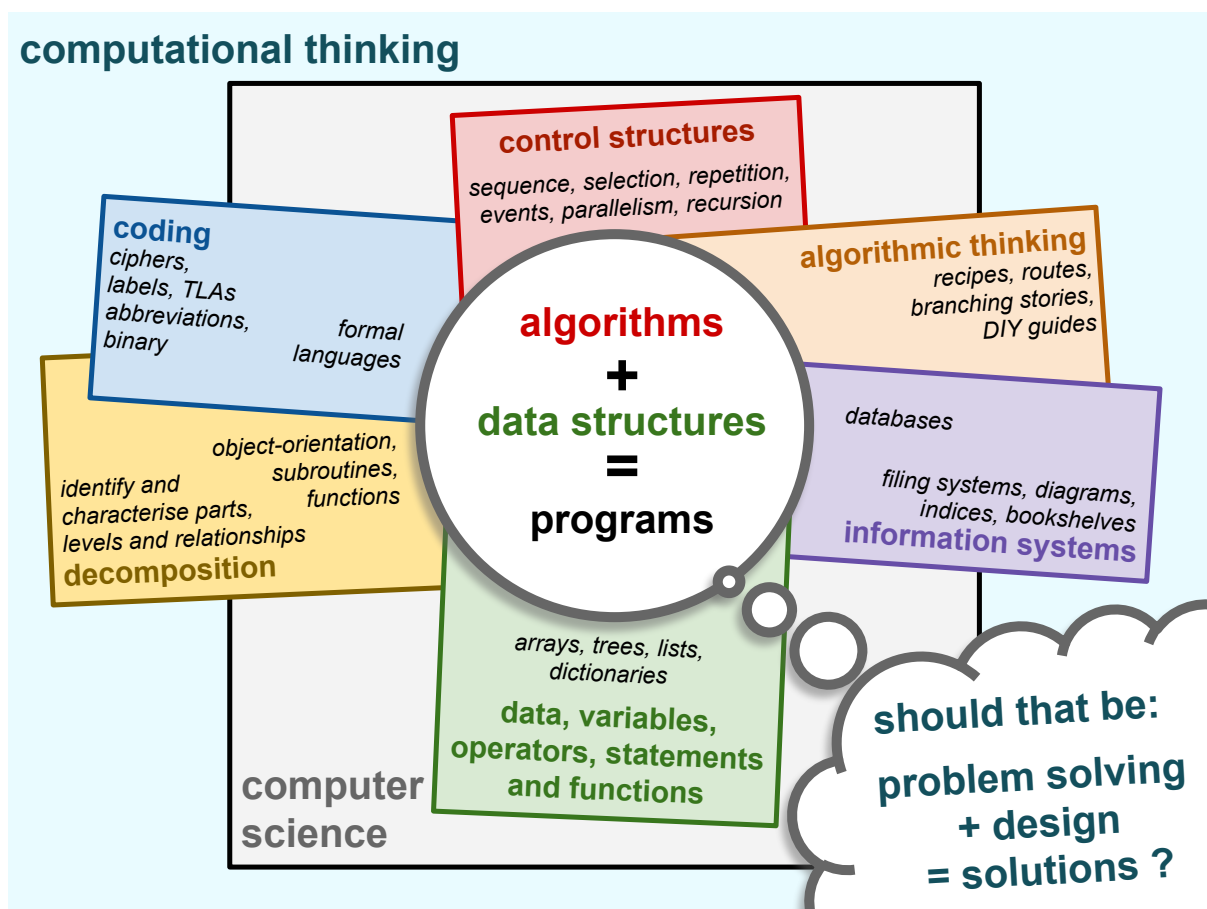 computational thinking
control structures
sequence, selection, repetition,
events, parallelism, recursion
coding
ciphers,
labels, TLAs
abbreviations,
binary
formal
languages
algorithmic thinking
recipes, routes,
branching stories,
DIY guides
algorithms
+
data structures
=
programs
object-orientation,
subroutines,
functions
identify and
characterise parts,
levels and relationships
decomposition
databases
filing systems, diagrams,
indices, bookshelves
information systems
arrays, trees, lists,
dictionaries
data, variables,
operators, statements
and functions
computer
science
should that be:
problem solving
+ design
= solutions ?